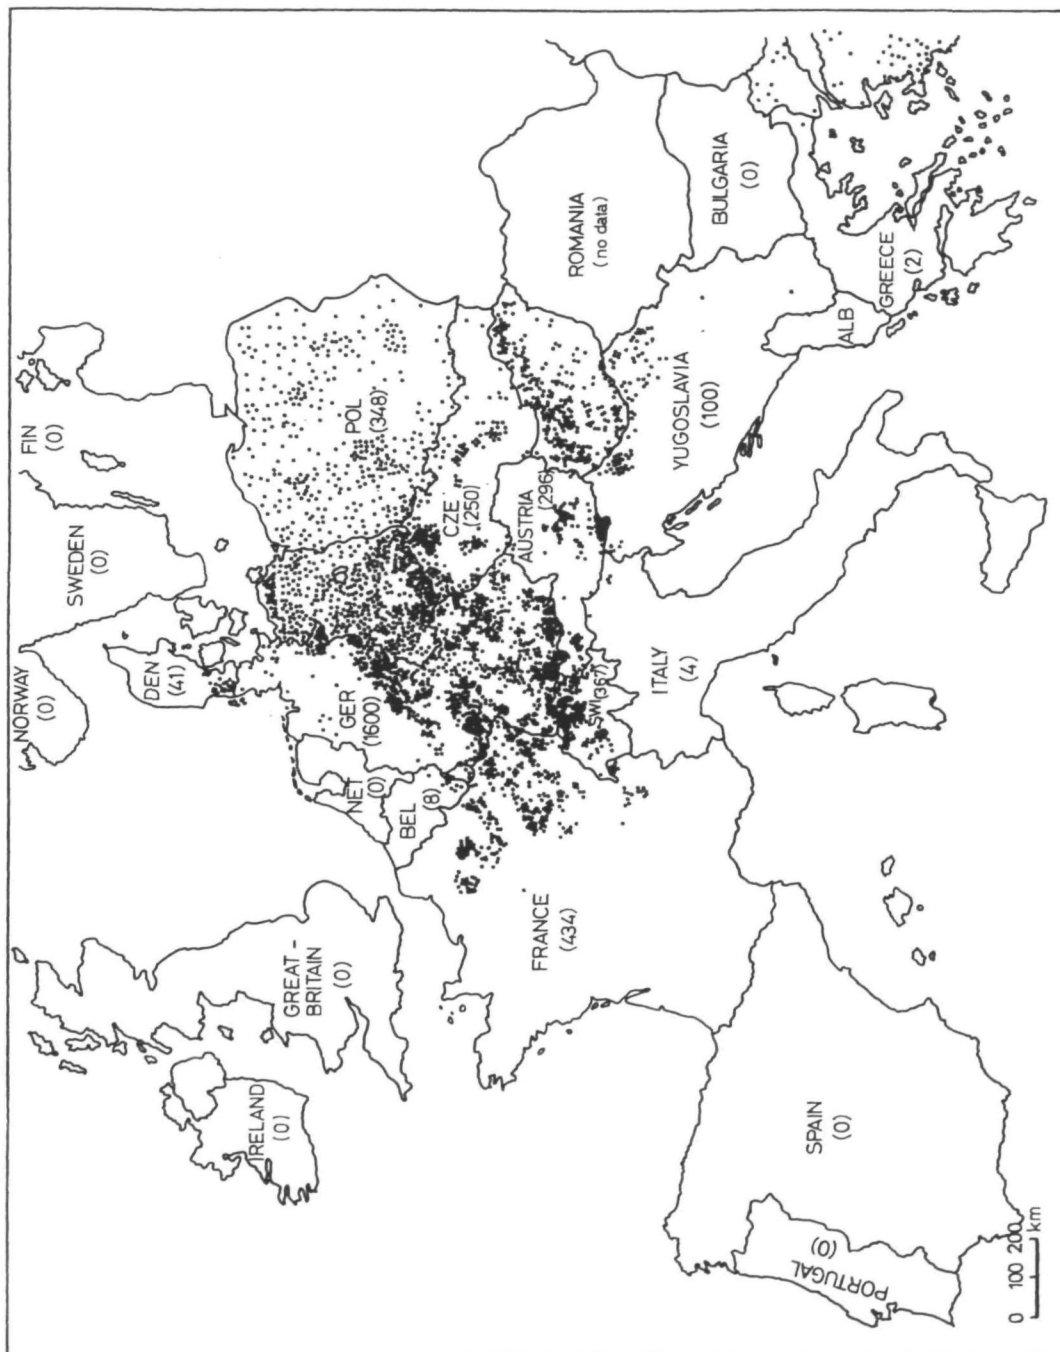 NORWAY
(0)
SWEDEN
(0)
FIN
(0)
DEN
(41)
IRELAND
(0)
GREAT-
BRITAIN
(0)
NET
(0)
BEL
(8)
GER
(1600)
POL
(348)
CZE
(250)
AUSTRIA
(296)
SWI(367)
FRANCE
(434)
ITALY
(4)
YUGOSLAVIA
(100)
ROMANIA
(no data)
BULGARIA
(0)
ALB
GREECE
(2)
SPAIN
(0)
PORTUGAL
(0)
0 100 200
km